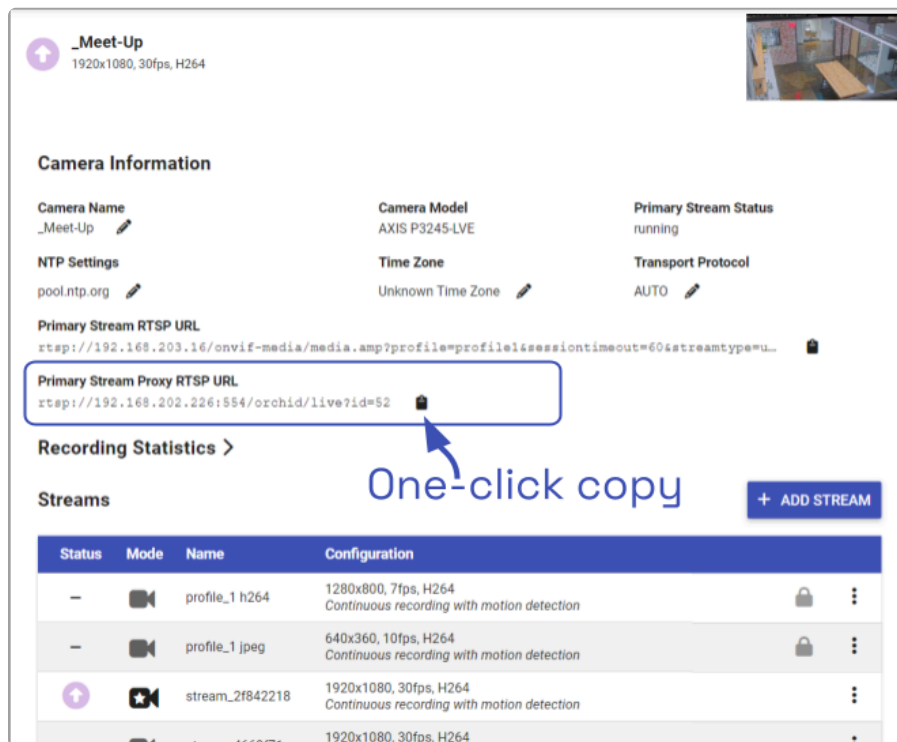 _Meet-Up
1920x1080, 30fps, H264
Camera Information
Camera Name Camera Model Primary Stream Status
_Meet-Up AXIS P3245-LVE running
NTP Settings Time Zone Transport Protocol
pool.ntp.org Unknown Time Zone AUTO
Primary Stream RTSP URL
rtsp://192.168.203.16/onvif-media/media.amp?profile=profile1&sessiontimeout=60&streamtype=u…
Primary Stream Proxy RTSP URL
rtsp://192.168.202.226:554/orchid/live?id=52
Recording Statistics >
One-click copy
Streams + ADD STREAM
Status Mode Name Configuration
– profile_1 h264 1280x800, 7fps, H264
Continuous recording with motion detection
– profile_1 jpeg 640x360, 10fps, H264
Continuous recording with motion detection
stream_2f842218 1920x1080, 30fps, H264
Continuous recording with motion detection
1920x1080, 30fps, H264